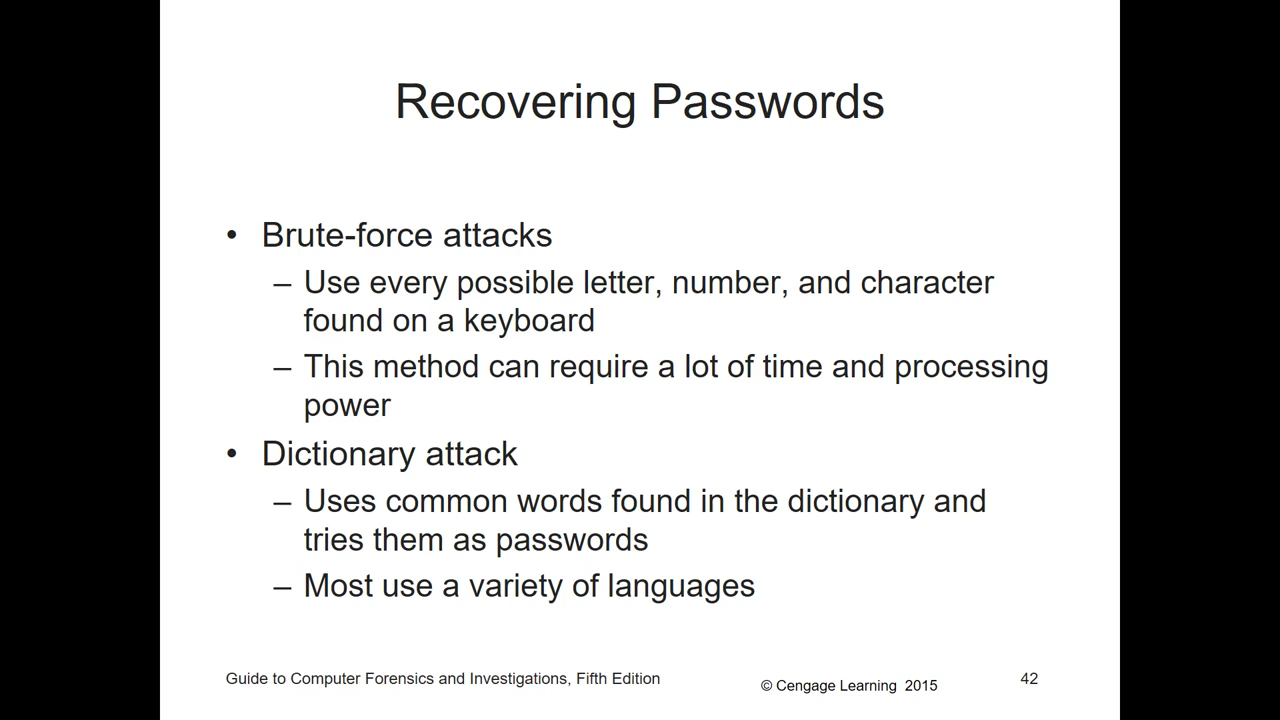 Recovering Passwords
• Brute-force attacks
– Use every possible letter, number, and character
found on a keyboard
– This method can require a lot of time and processing
power
• Dictionary attack
– Uses common words found in the dictionary and
tries them as passwords
– Most use a variety of languages
Guide to Computer Forensics and Investigations, Fifth Edition
© Cengage Learning 2015
42